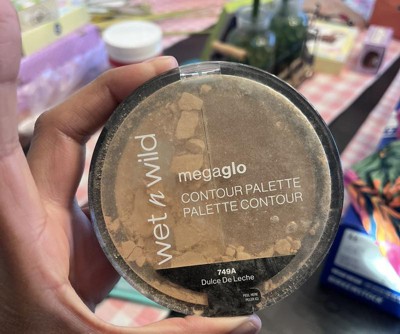 wet n wild
megaglo
CONTOUR PALETTE
PALETTE CONTOUR
749A
Dulce De Leche